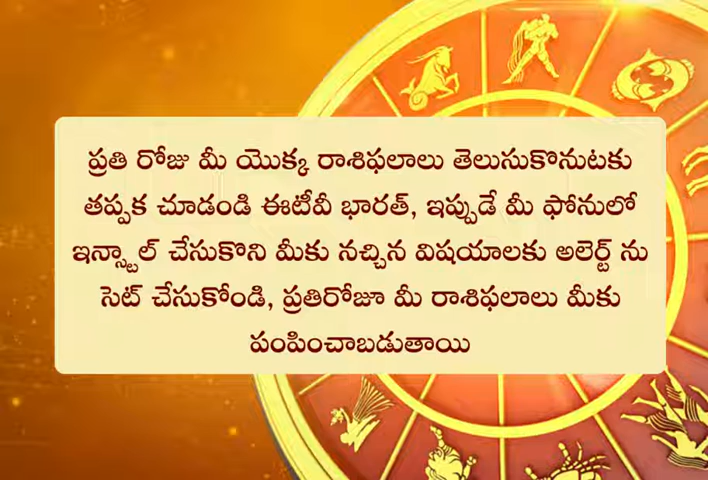 ప్రతి రోజు మీ యొక్క రాశిఫలాలు తెలుసుకొనుటకు
తప్పక చూడండి ఈటీవీ భారత్, ఇప్పుడే మీ ఫోనులో
ఇన్స్టాల్ చేసుకొని మీకు నచ్చిన విషయాలకు అలెర్ట్ ను
సెట్ చేసుకోండి, ప్రతిరోజూ మీ రాశిఫలాలు మీకు
పంపించాబడుతాయి